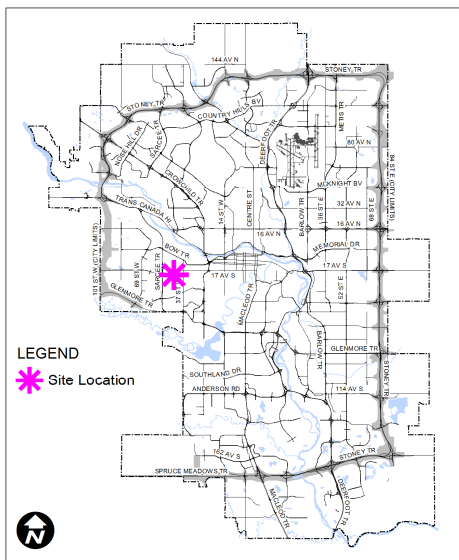 144 AV N
STONEY TR
STONEY TR
COUNTRY HILLS BV
NOSE HILL DR
SARCEE T
DEERFOOT TR
METIS TR
80 AV N
CROWCHILD TR
MCKNIGHT BV
TRANS CANADA HI
14 ST W
CENTRE ST
BARLOW TR
36 ST E
32 AV N
68 ST E
84 ST E (CITY LIMITS)
16 AV N
16 AV N
MEMORIAL DR
101 ST W (CITY LIMITS)
69 ST W
SARCEE TR
BOW TR
37 ST
17 AV S
17 AV S
GLENMORE TR
MACLEOD TR
52 ST E
BARLOW TR
GLENMORE TR
STONEY TR
LEGEND
Site Location
SOUTHLAND DR
ANDERSON RD
114 AV S
162 AV S
STONEY TR
SPRUCE MEADOWS TR
MACLEOD TR
DEERFOOT TR
N